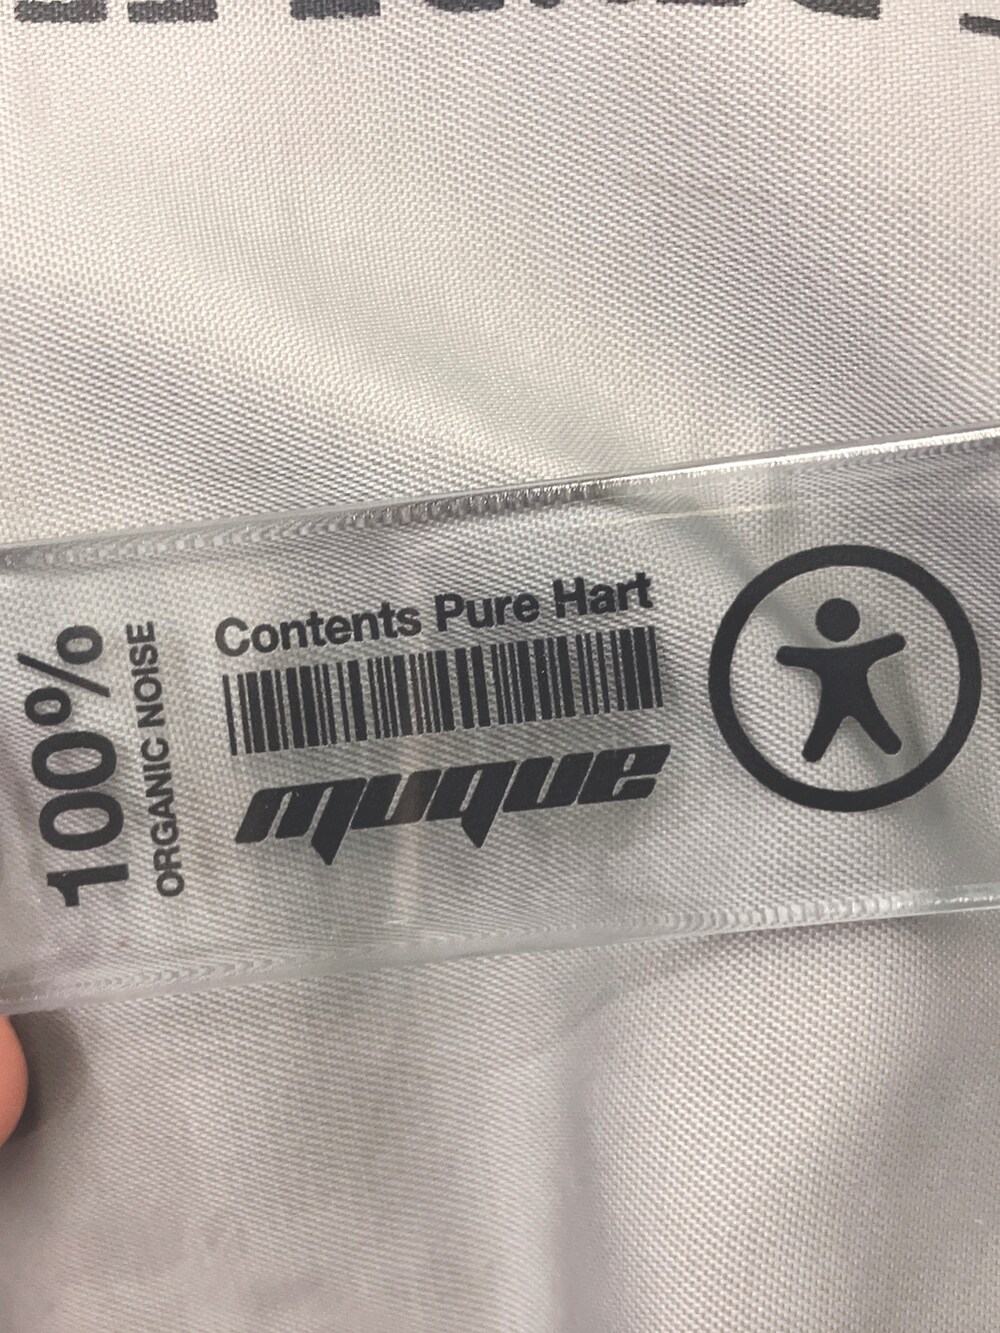 100%
ORGANIC NOISE
Contents Pure Hart
muque